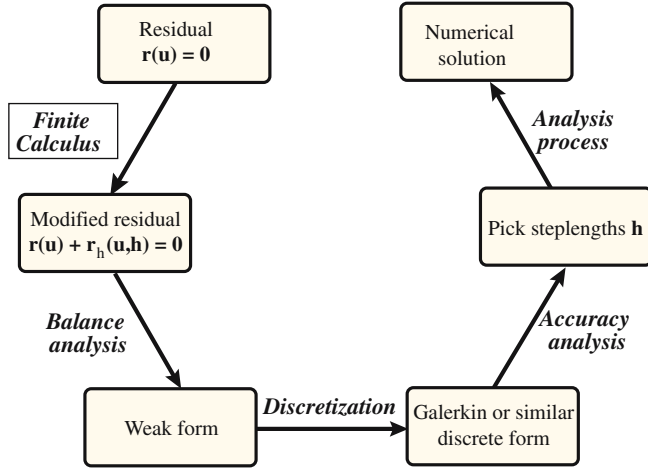 Residual
r(u) = 0
Finite
Calculus
Modified residual
r(u) + r_h(u,h) = 0
Balance
analysis
Weak form
Discretization
Galerkin or similar
discrete form
Accuracy
analysis
Pick steplengths h
Analysis
process
Numerical
solution